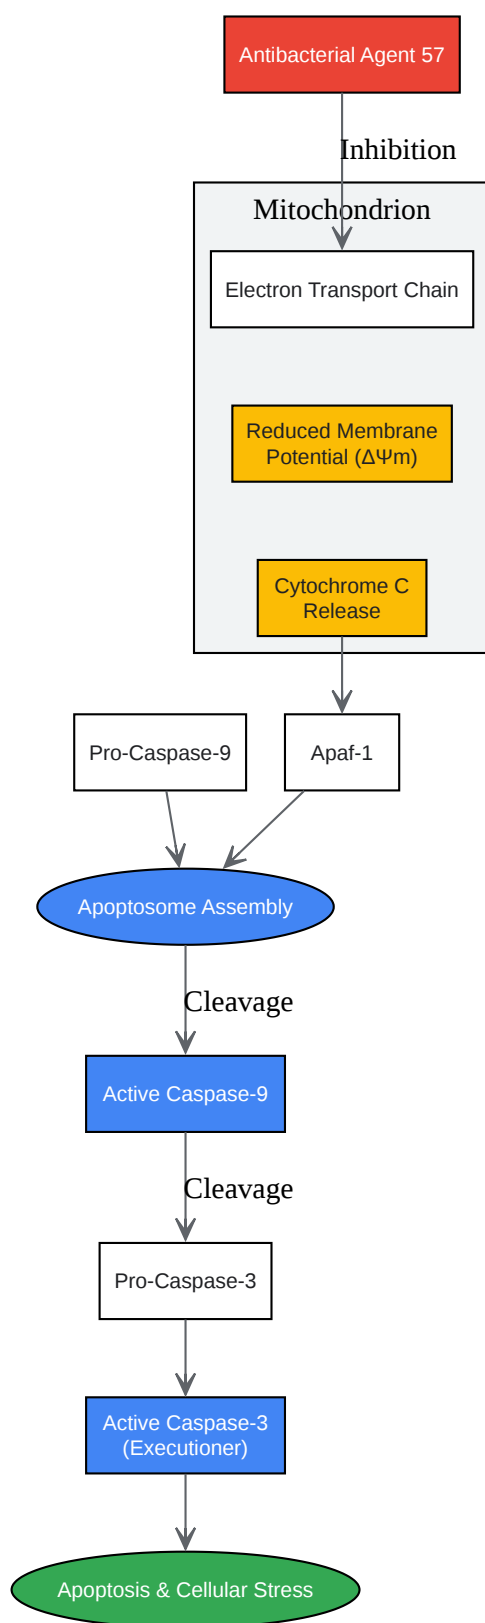 Antibacterial Agent 57
Inhibition
Mitochondrion
Electron Transport Chain
Reduced Membrane
Potential (ΔΨm)
Cytochrome C
Release
Pro-Caspase-9
Apaf-1
Apoptosome Assembly
Cleavage
Active Caspase-9
Cleavage
Pro-Caspase-3
Active Caspase-3
(Executioner)
Apoptosis & Cellular Stress